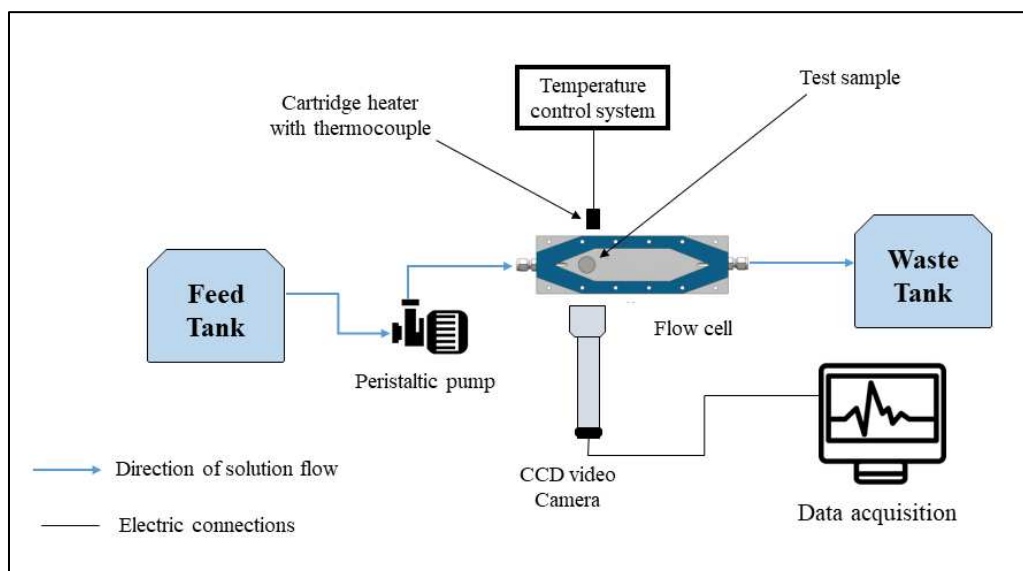 Temperature
control system
Test sample
Cartridge heater
with thermocouple
Feed
Tank
Waste
Tank
Flow cell
Peristaltic pump
Direction of solution flow
CCD video
Camera
Data acquisition
Electric connections